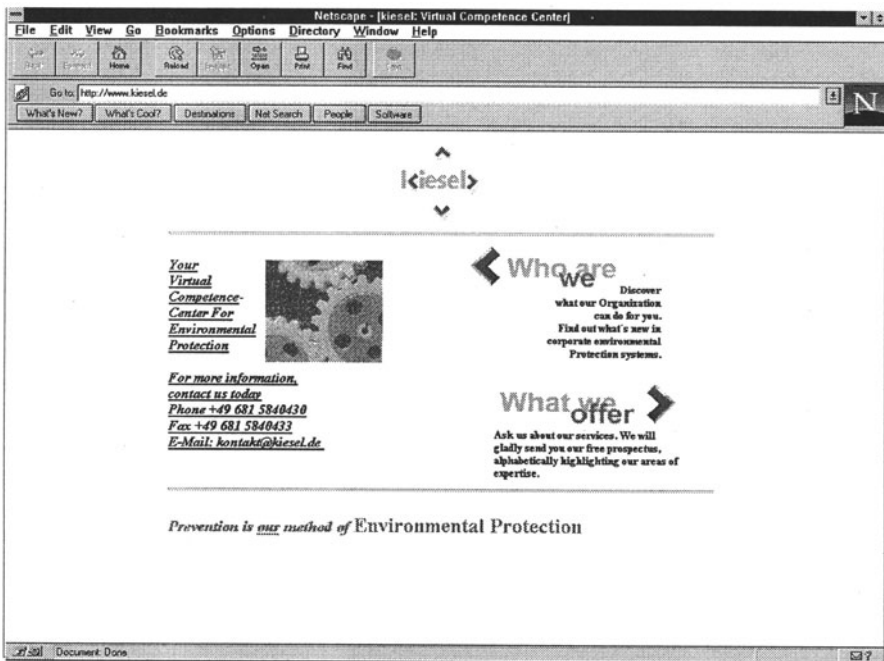 Netscape - [kiesel: Virtual Competence Center]
File Edit View Go Bookmarks Options Directory Window Help
Home Reload Open Print Find
Go to: http://www.kiesel.de
What's New? What's Cool? Destinations Net Search People Software
N
kiesel
Your
Virtual
Competence-
Center For
Environmental
Protection
For more information,
contact us today
Phone +49 681 5840430
Fax +49 681 5840433
E-Mail: kontakt@kiesel.de
Who are
we
Discover
what our Organization
can do for you.
Find out what's new in
corporate environmental
Protection systems.
What we
offer
Ask us about our services. We will
gladly send you our free prospectus,
alphabetically highlighting our areas of
expertise.
Prevention is our method of Environmental Protection
Document: Done